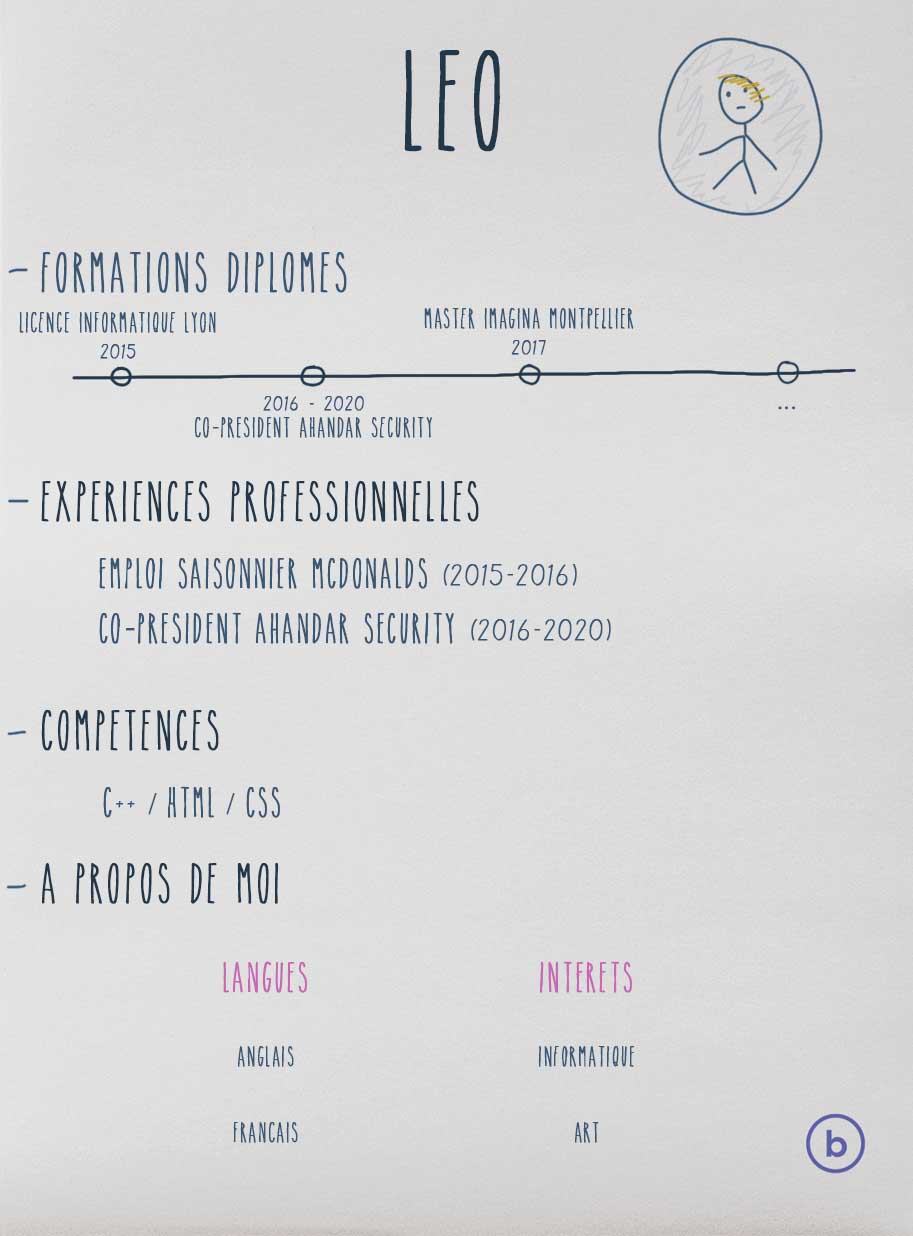 LEO
– FORMATIONS DIPLOMES
LICENCE INFORMATIQUE LYON
2015
MASTER IMAGINA MONTPELLIER
2017
2016 - 2020
CO-PRESIDENT AHANDAR SECURITY
...
– EXPERIENCES PROFESSIONNELLES
EMPLOI SAISONNIER MCDONALDS (2015-2016)
CO-PRESIDENT AHANDAR SECURITY (2016-2020)
– COMPETENCES
C++ / HTML / CSS
– A PROPOS DE MOI
LANGUES INTERETS
ANGLAIS INFORMATIQUE
FRANCAIS ART
b